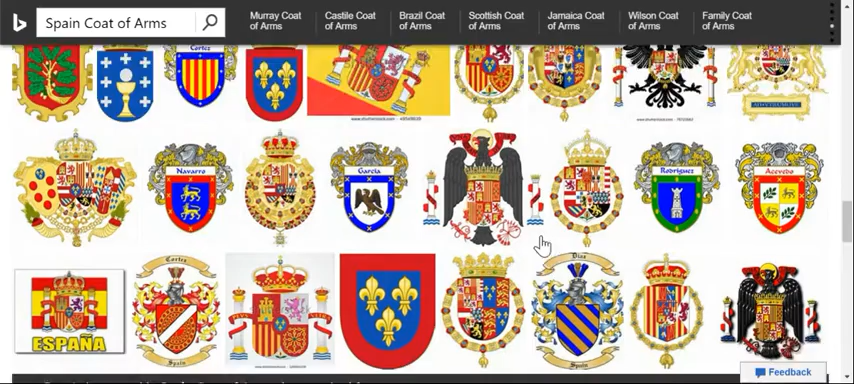 Spain Coat of Arms
Murray Coat
of Arms
Castile Coat
of Arms
Brazil Coat
of Arms
Scottish Coat
of Arms
Jamaica Coat
of Arms
Wilson Coat
of Arms
Family Coat
of Arms
Cortez
Navarro
Garcia
Rodriguez
Acevedo
ESPAÑA
Cortes
Spain
PLVS
VLTRA
Diaz
Spain
Feedback